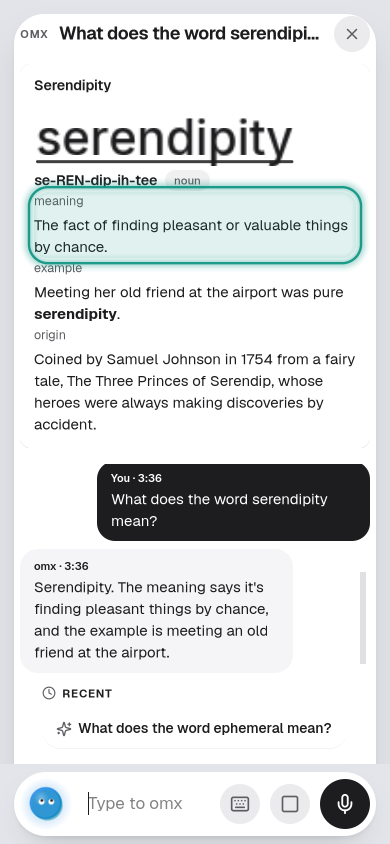 OMX What does the word serendipi...
Serendipity
serendipity
se-REN-dip-ih-tee noun
meaning
The fact of finding pleasant or valuable things
by chance.
example
Meeting her old friend at the airport was pure
serendipity.
origin
Coined by Samuel Johnson in 1754 from a fairy
tale, The Three Princes of Serendip, whose
heroes were always making discoveries by
accident.
You · 3:36
What does the word serendipity
mean?
omx · 3:36
Serendipity. The meaning says it's
finding pleasant things by chance,
and the example is meeting an old
friend at the airport.
RECENT
What does the word ephemeral mean?
Type to omx